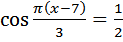 cos π(x−7)/3 = 1/2